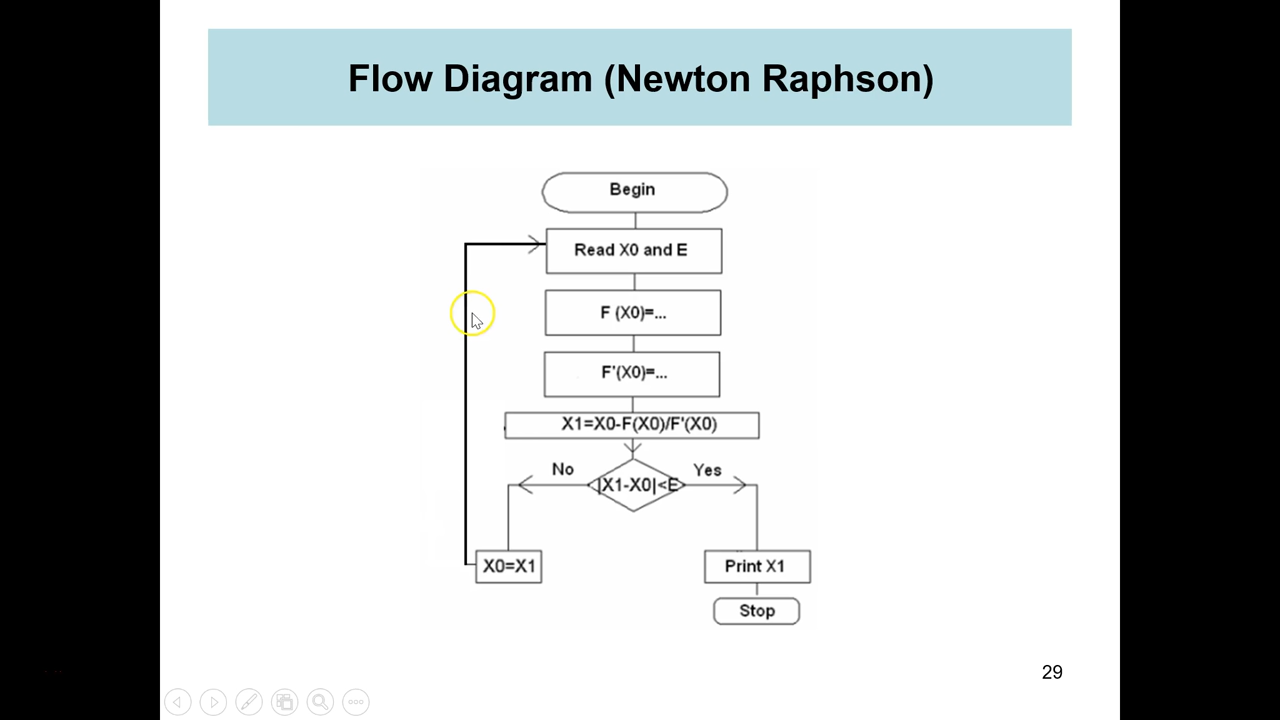 Flow Diagram (Newton Raphson)
Begin
Read X0 and E
F (X0)=...
F'(X0)=...
X1=X0-F(X0)/F'(X0)
No
Yes
|X1-X0|<E
X0=X1
Print X1
Stop
29